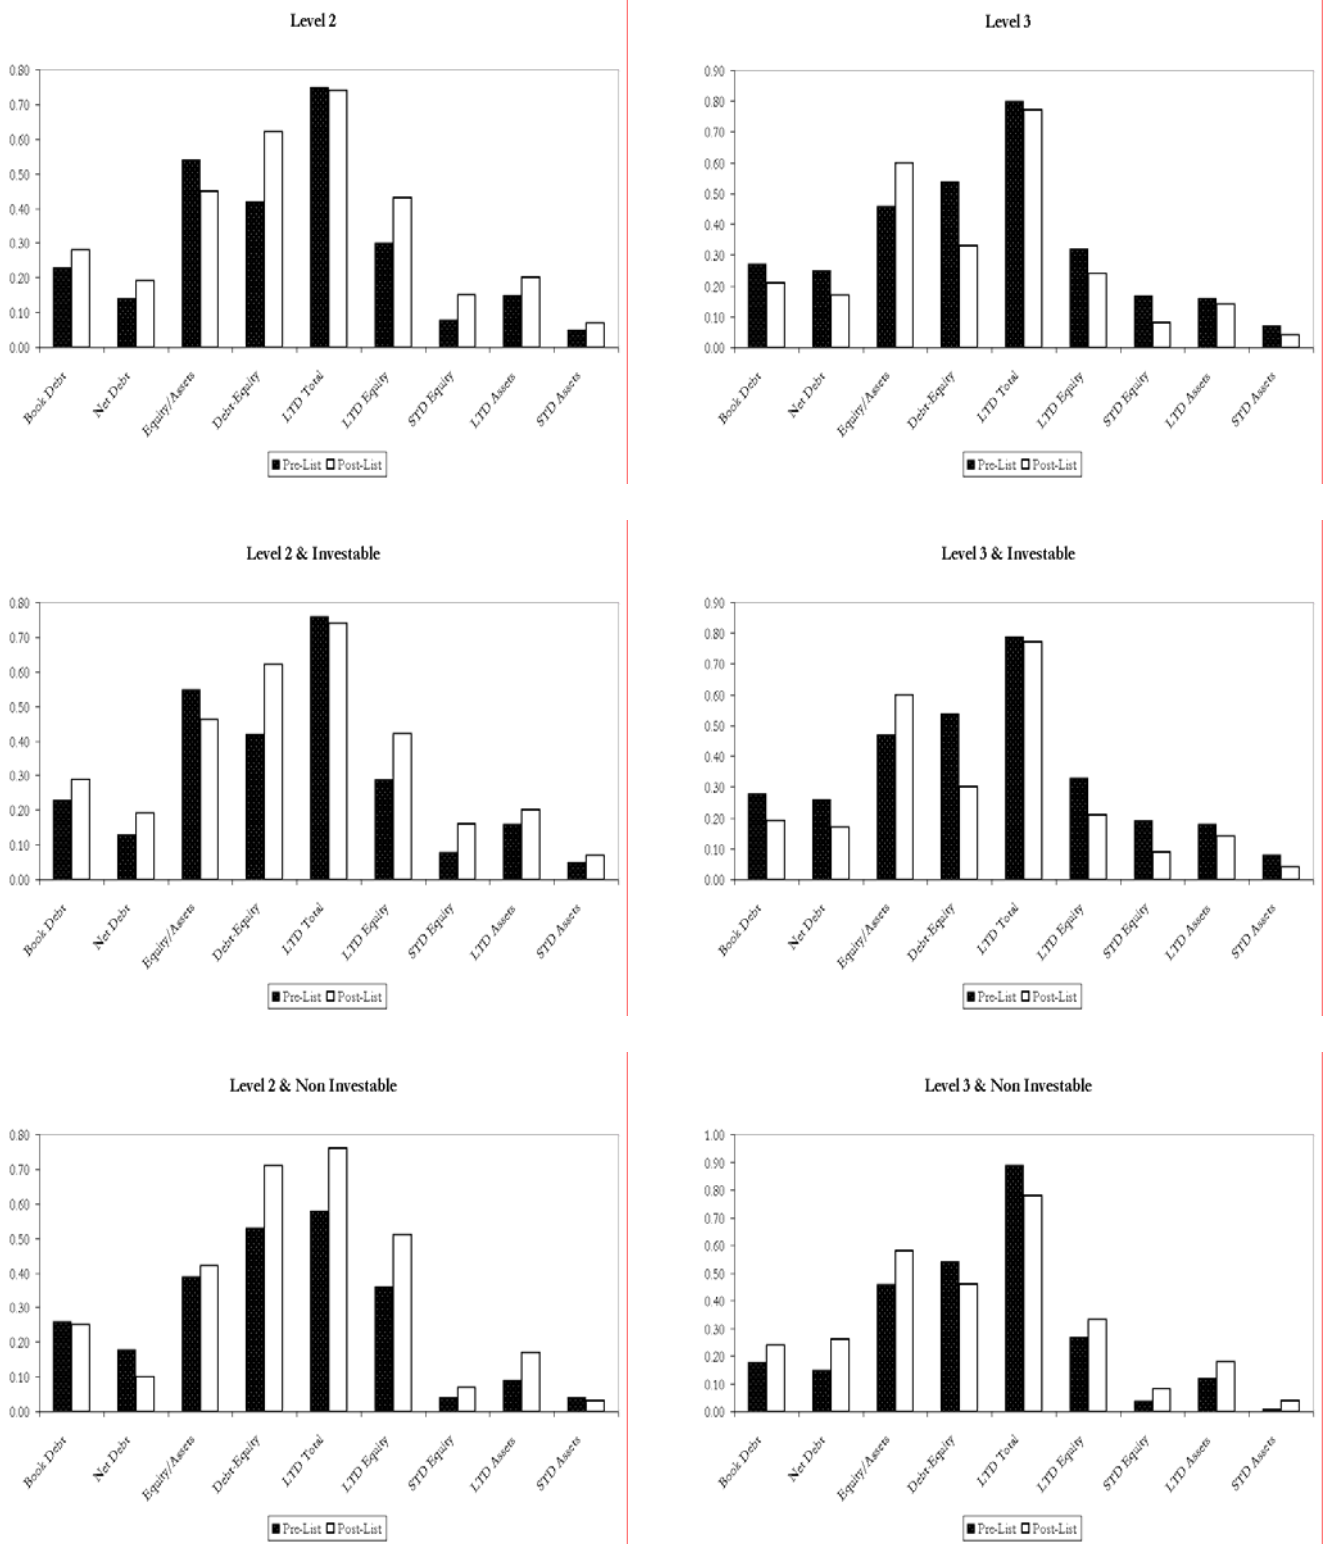 Level 2
0.80
0.70
0.60
0.50
0.40
0.30
0.20
0.10
0.00
Book Debt
Net Debt
Equity/Assets
Debt-Equity
LTD Total
LTD Equity
STD Equity
LTD Assets
STD Assets
Pre-List Post-List
Level 3
0.90
0.80
0.70
0.60
0.50
0.40
0.30
0.20
0.10
0.00
Book Debt
Net Debt
Equity/Assets
Debt-Equity
LTD Total
LTD Equity
STD Equity
LTD Assets
STD Assets
Pre-List Post-List
Level 2 & Investable
0.80
0.70
0.60
0.50
0.40
0.30
0.20
0.10
0.00
Book Debt
Net Debt
Equity/Assets
Debt-Equity
LTD Total
LTD Equity
STD Equity
LTD Assets
STD Assets
Pre-List Post-List
Level 3 & Investable
0.90
0.80
0.70
0.60
0.50
0.40
0.30
0.20
0.10
0.00
Book Debt
Net Debt
Equity/Assets
Debt-Equity
LTD Total
LTD Equity
STD Equity
LTD Assets
STD Assets
Pre-List Post-List
Level 2 & Non Investable
0.80
0.70
0.60
0.50
0.40
0.30
0.20
0.10
0.00
Book Debt
Net Debt
Equity/Assets
Debt-Equity
LTD Total
LTD Equity
STD Equity
LTD Assets
STD Assets
Pre-List Post-List
Level 3 & Non Investable
1.00
0.90
0.80
0.70
0.60
0.50
0.40
0.30
0.20
0.10
0.00
Book Debt
Net Debt
Equity/Assets
Debt-Equity
LTD Total
LTD Equity
STD Equity
LTD Assets
STD Assets
Pre-List Post-List